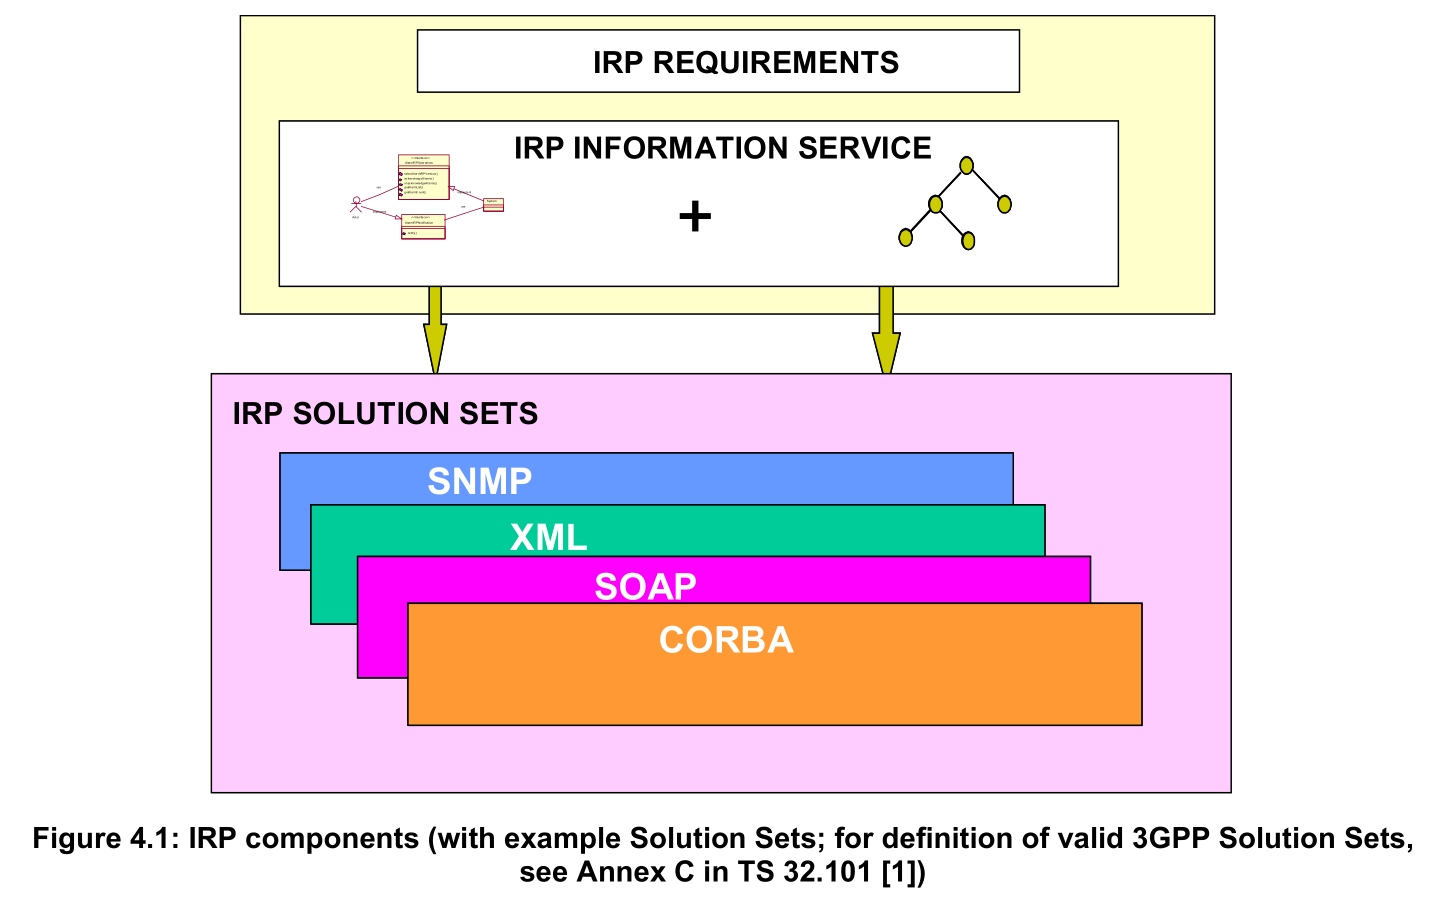 IRP REQUIREMENTS
IRP INFORMATION SERVICE
+
IRP SOLUTION SETS
SNMP
XML
SOAP
CORBA
Figure 4.1: IRP components (with example Solution Sets; for definition of valid 3GPP Solution Sets,
see Annex C in TS 32.101 [1])